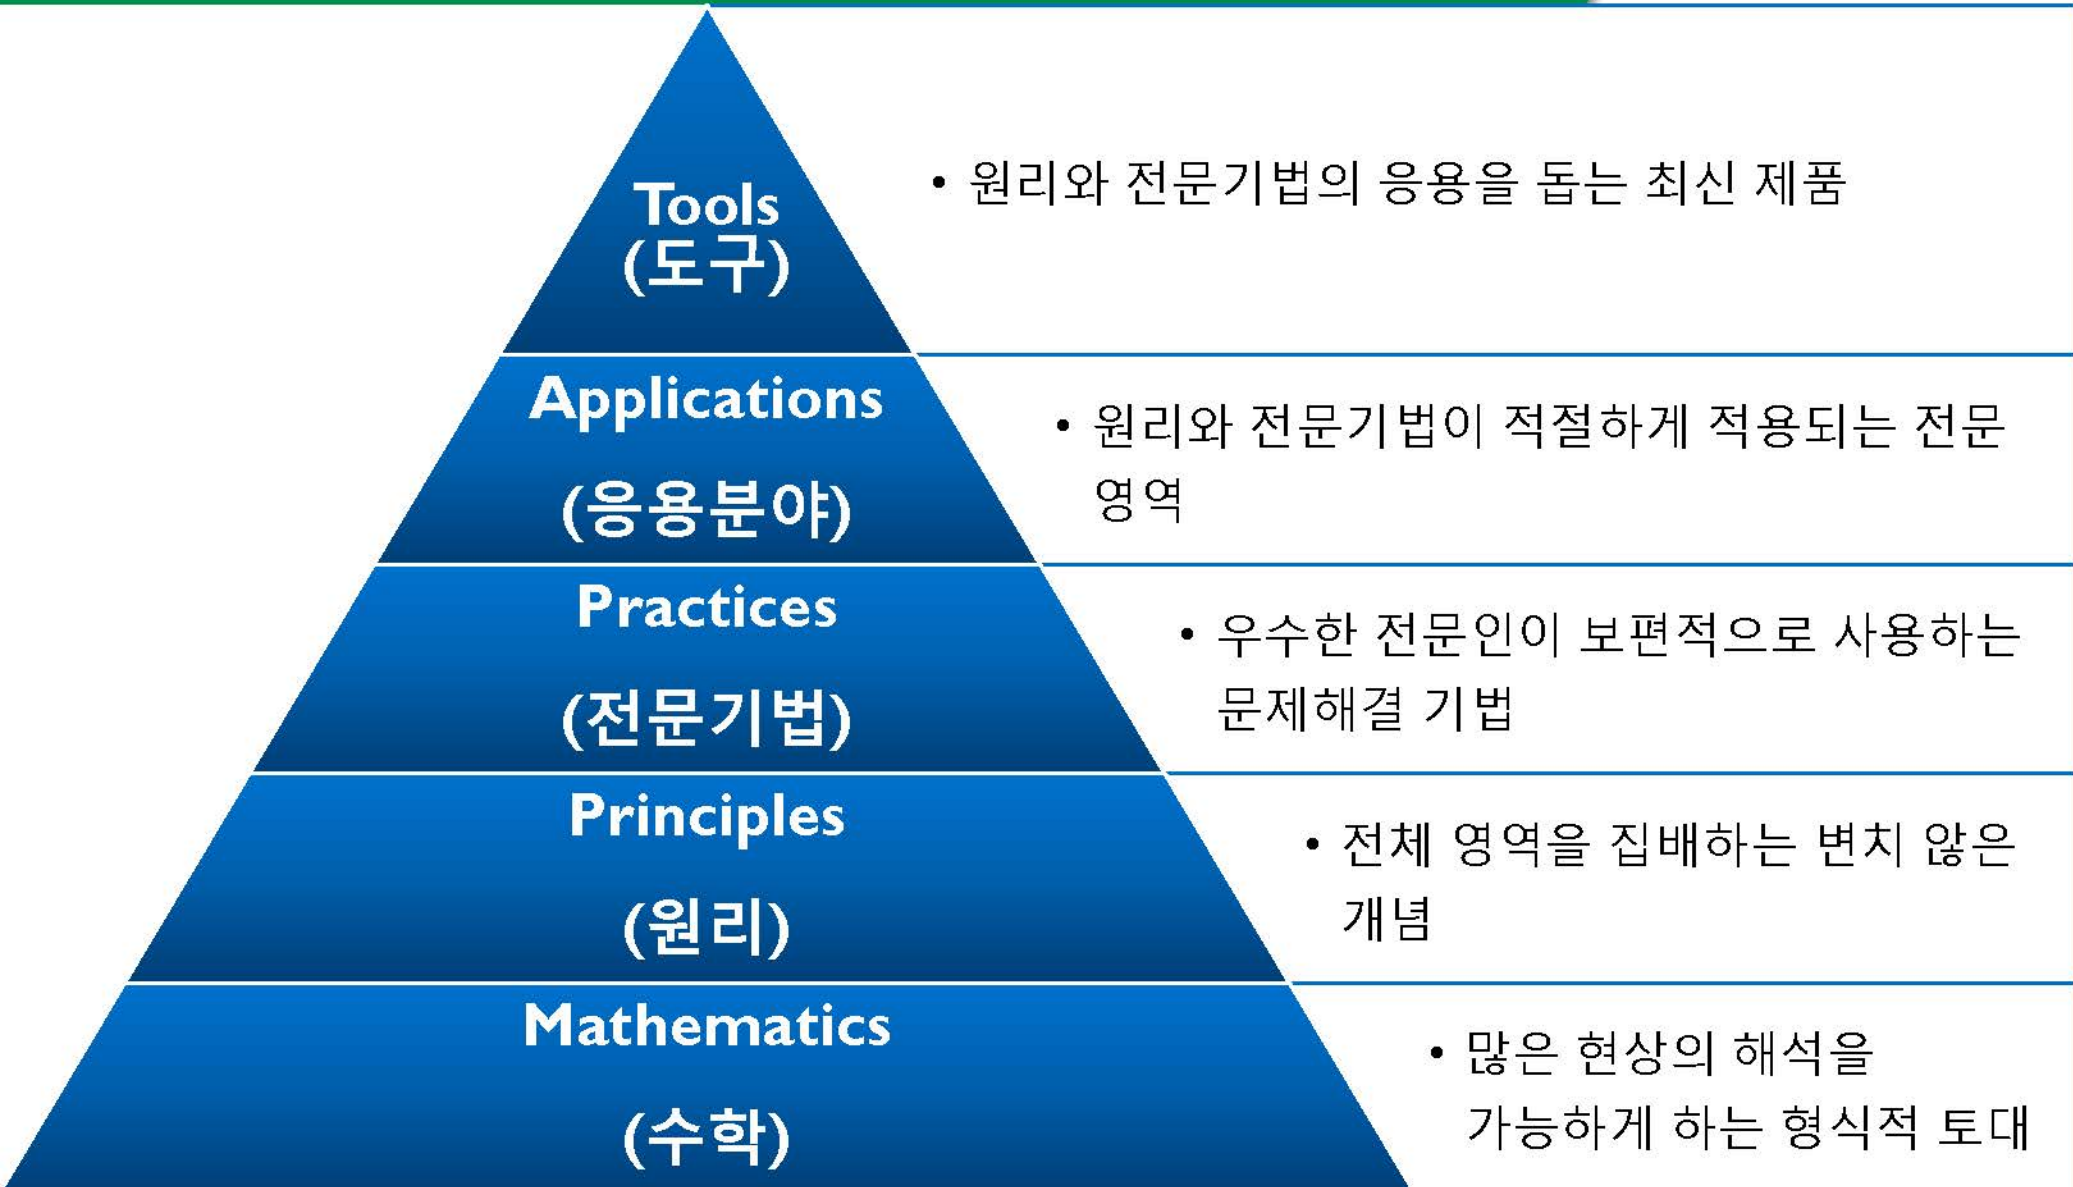 Tools
(도구)
• 원리와 전문기법의 응용을 돕는 최신 제품
Applications
(응용분야)
• 원리와 전문기법이 적절하게 적용되는 전문
영역
Practices
(전문기법)
• 우수한 전문인이 보편적으로 사용하는
문제해결 기법
Principles
(원리)
• 전체 영역을 집배하는 변치 않은
개념
Mathematics
(수학)
• 많은 현상의 해석을
가능하게 하는 형식적 토대